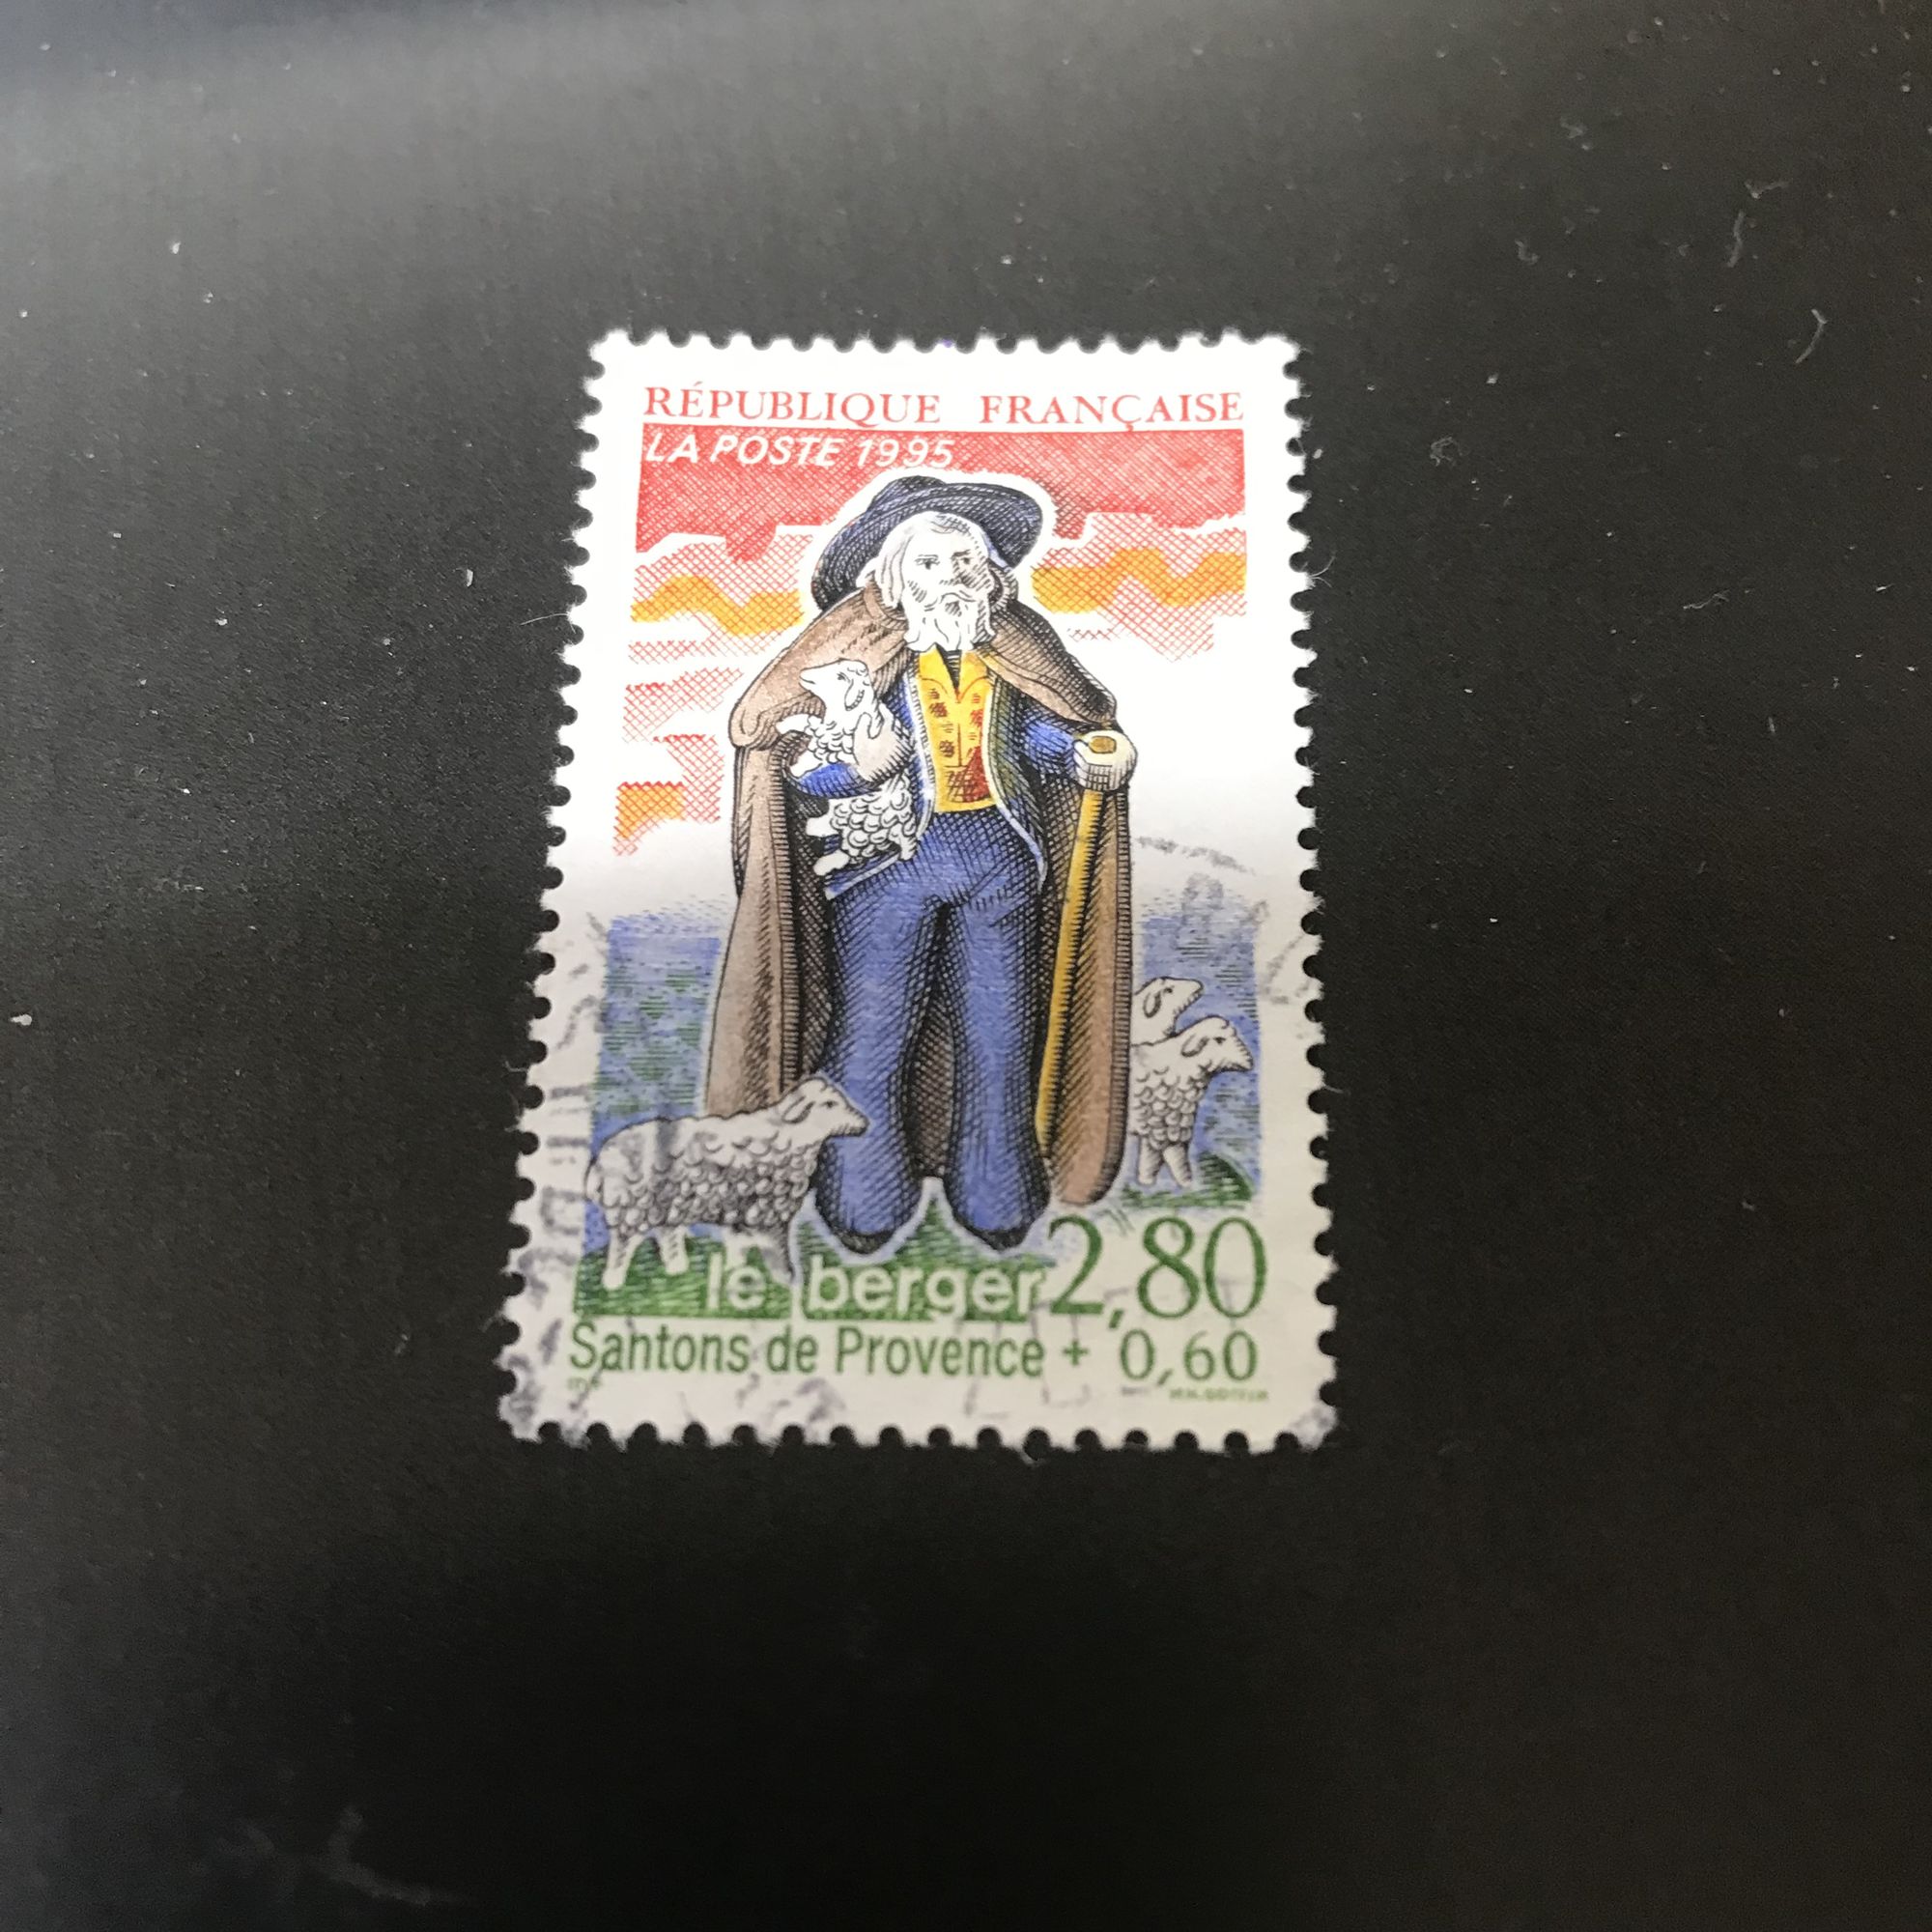 RÉPUBLIQUE FRANÇAISE
LA POSTE 1995
le berger 2,80
Santons de Provence + 0,60